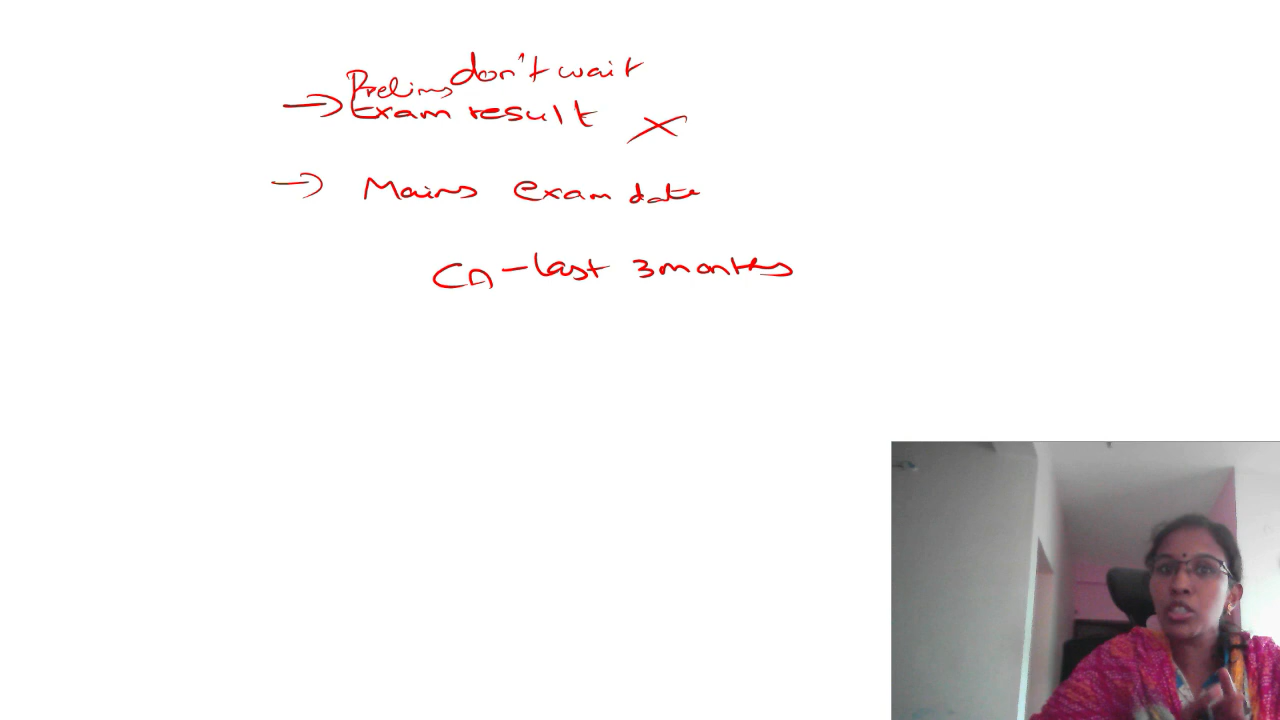 don't wait
Prelims
→ Exam result ✗
→ Mains exam date
CA - last 3 months